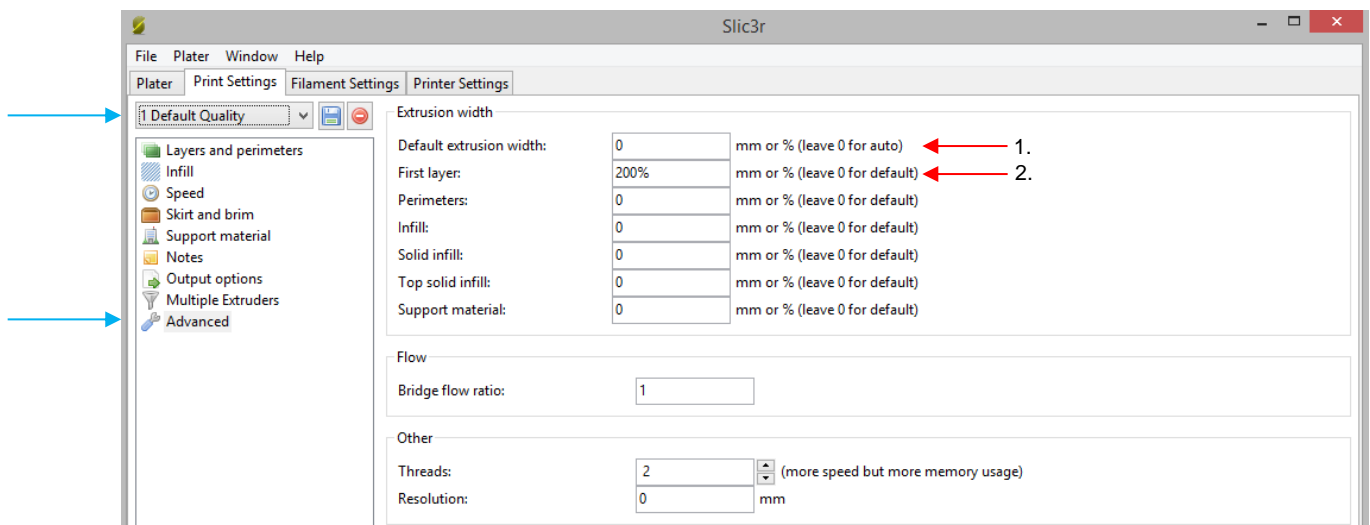 Slic3r
File Plater Window Help
Plater Print Settings Filament Settings Printer Settings
1 Default Quality
Layers and perimeters
Infill
Speed
Skirt and brim
Support material
Notes
Output options
Multiple Extruders
Advanced
Extrusion width
Default extrusion width: 0 mm or % (leave 0 for auto) 1.
First layer: 200% mm or % (leave 0 for default) 2.
Perimeters: 0 mm or % (leave 0 for default)
Infill: 0 mm or % (leave 0 for default)
Solid infill: 0 mm or % (leave 0 for default)
Top solid infill: 0 mm or % (leave 0 for default)
Support material: 0 mm or % (leave 0 for default)
Flow
Bridge flow ratio: 1
Other
Threads: 2 (more speed but more memory usage)
Resolution: 0 mm